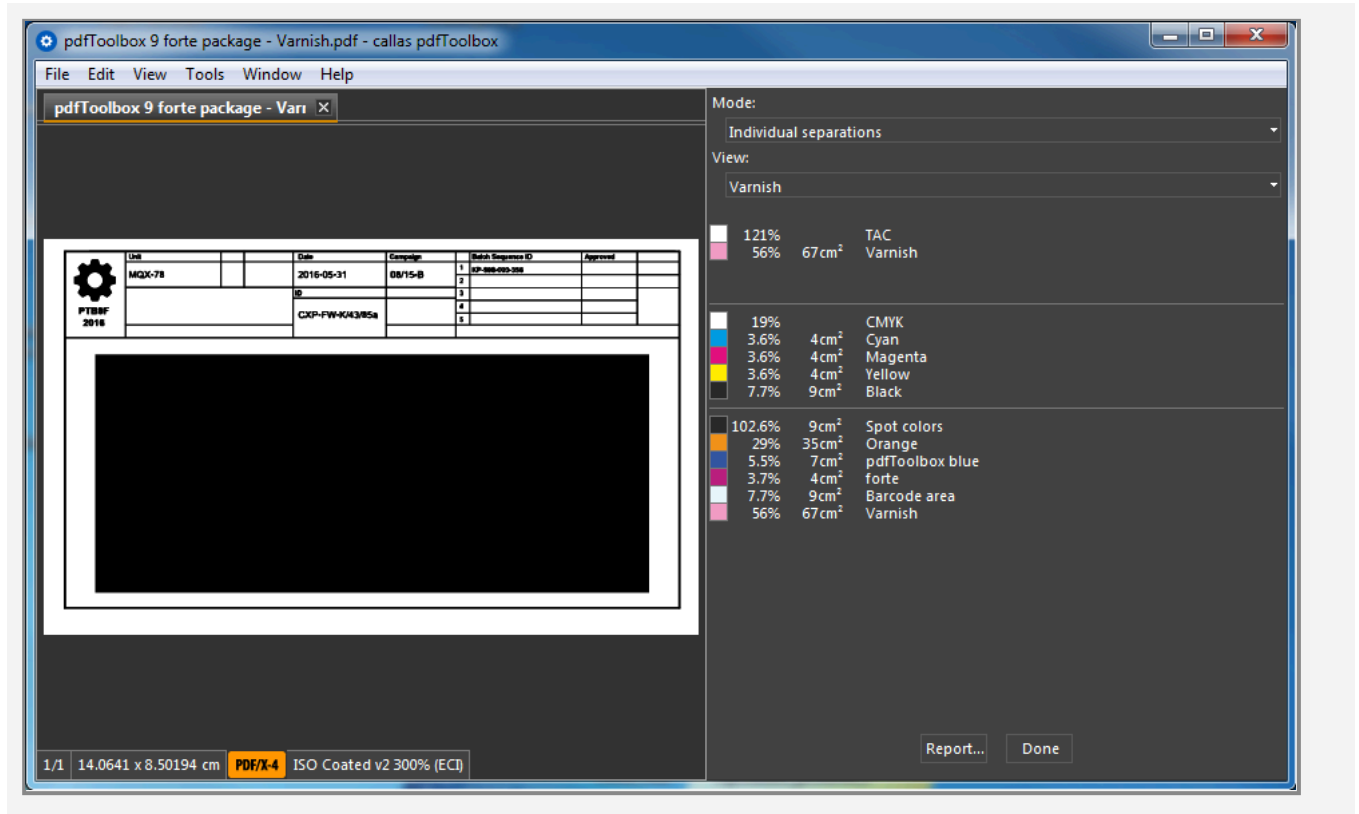 pdfToolbox 9 forte package - Varnish.pdf - callas pdfToolbox
File Edit View Tools Window Help
pdfToolbox 9 forte package - Varı
Mode:
Individual separations
View:
Varnish
121% TAC
56% 67cm² Varnish
19% CMYK
3.6% 4cm² Cyan
3.6% 4cm² Magenta
3.6% 4cm² Yellow
7.7% 9cm² Black
102.6% 9cm² Spot colors
29% 35cm² Orange
5.5% 7cm² pdfToolbox blue
3.7% 4cm² forte
7.7% 9cm² Barcode area
56% 67cm² Varnish
Report... Done
Unit Date Campaign Batch Sequence ID Approved
MQX-78 2016-05-31 08/15-B 1
2
ID 3
PTB9F CXP-FW-K/43/85a 4
2016 5
1/1 14.0641 x 8.50194 cm PDF/X-4 ISO Coated v2 300% (ECI)